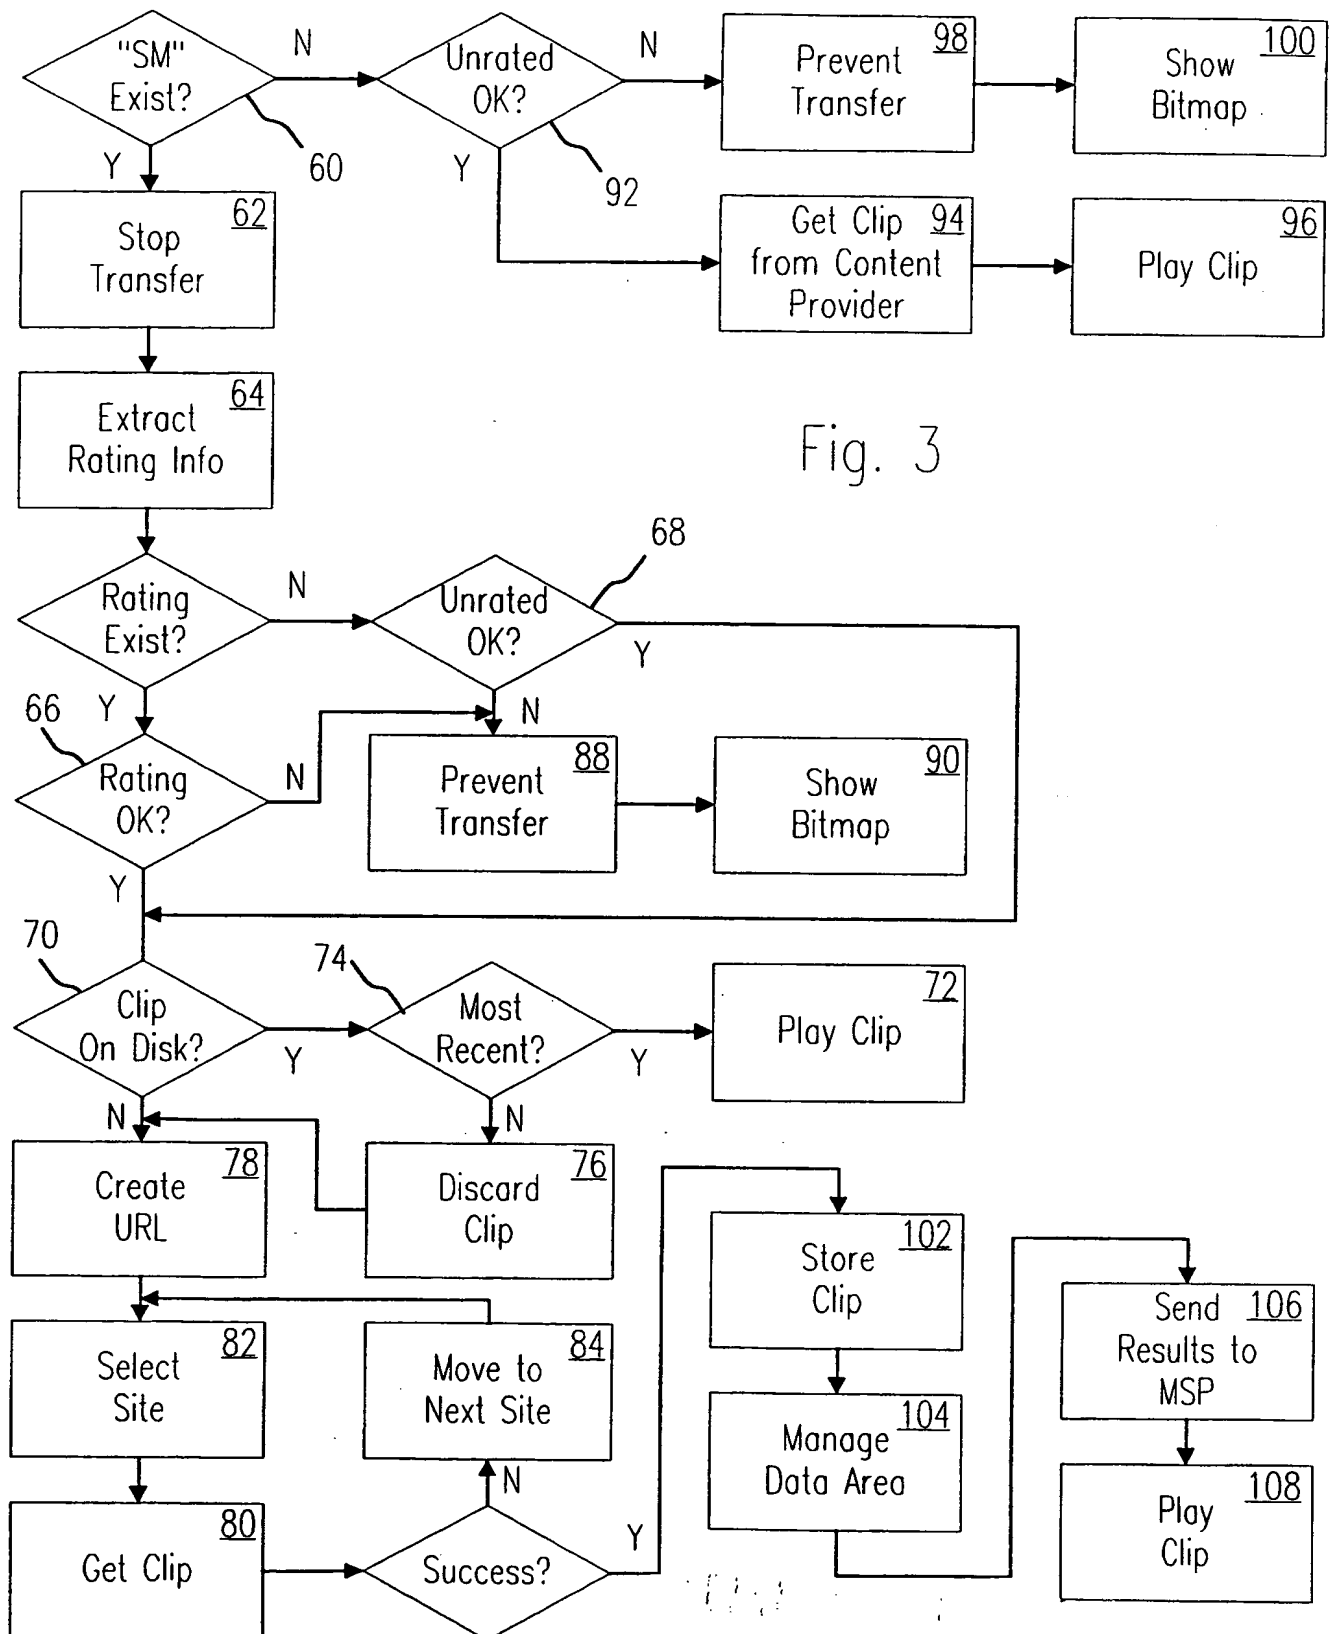 "SM"
Exist?
N
Unrated
OK?
N
98
Prevent
Transfer
100
Show
Bitmap
Y
60
Y
92
62
Stop
Transfer
94
Get Clip
from Content
Provider
96
Play Clip
64
Extract
Rating Info
Fig. 3
68
Rating
Exist?
N
Unrated
OK?
Y
Y
N
66
Rating
OK?
N
88
Prevent
Transfer
90
Show
Bitmap
Y
70
Clip
On Disk?
Y
74
Most
Recent?
Y
72
Play Clip
N
N
78
Create
URL
76
Discard
Clip
102
Store
Clip
106
Send
Results to
MSP
82
Select
Site
84
Move to
Next Site
104
Manage
Data Area
N
80
Get Clip
Success?
Y
108
Play
Clip